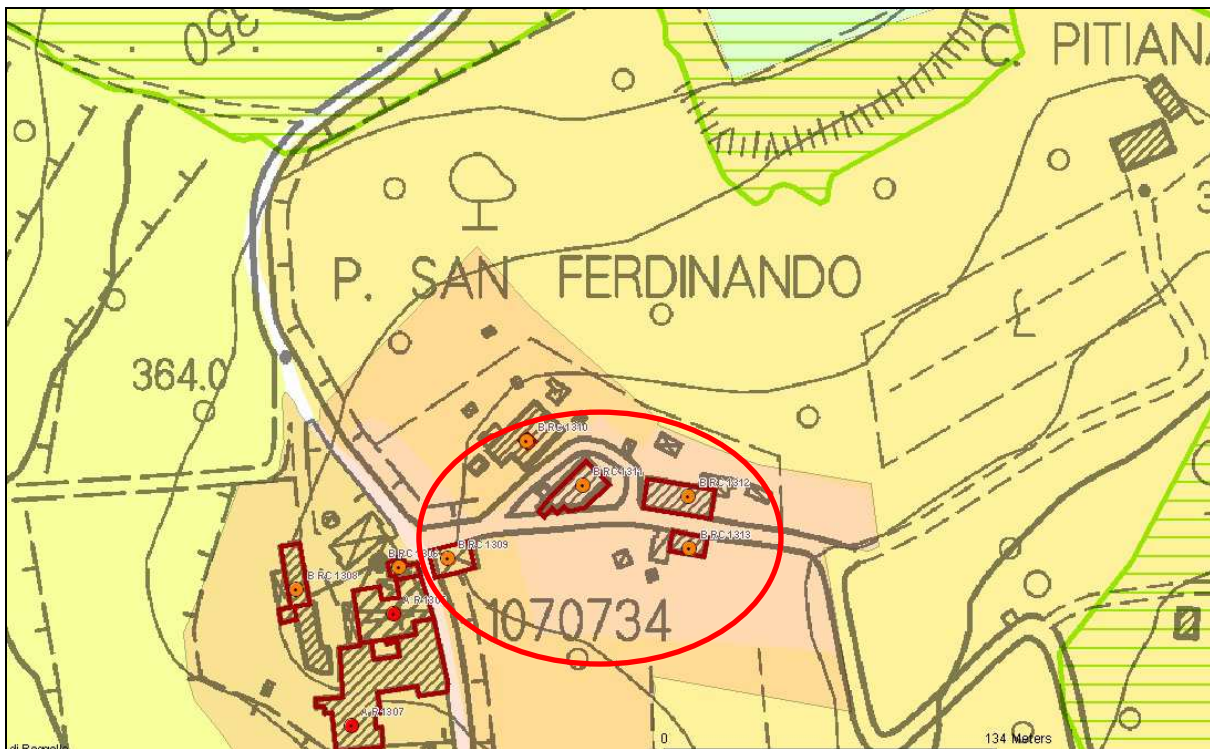 350
C. PITIANA
P. SAN FERDINANDO
364.0
B RC 1310
B RC 1311
B RC 1312
B RC 1313
B RC 1309
B RC 1308
A R 1307
1070734
0
134 Meters